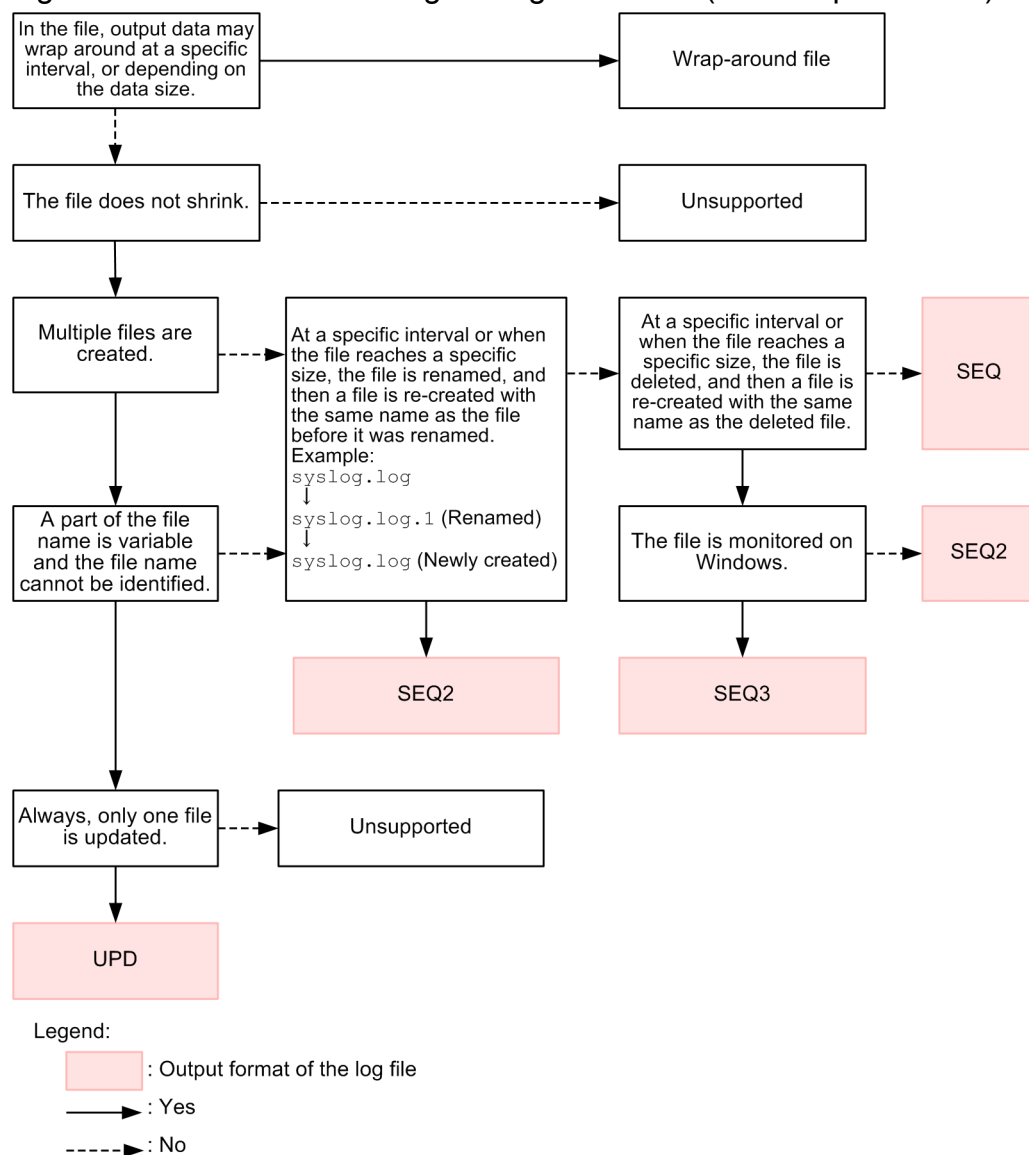 In the file, output data may
wrap around at a specific
interval, or depending on
the data size.
Wrap-around file
The file does not shrink.
Unsupported
Multiple files are
created.
At a specific interval or when
the file reaches a specific
size, the file is renamed, and
then a file is re-created with
the same name as the file
before it was renamed.
Example:
syslog.log
↓
syslog.log.1 (Renamed)
↓
syslog.log (Newly created)
At a specific interval or
when the file reaches a
specific size, the file is
deleted, and then a file is
re-created with the same
name as the deleted file.
SEQ
A part of the file
name is variable
and the file name
cannot be identified.
The file is monitored on
Windows.
SEQ2
SEQ2
SEQ3
Always, only one file
is updated.
Unsupported
UPD
Legend:
: Output format of the log file
: Yes
: No